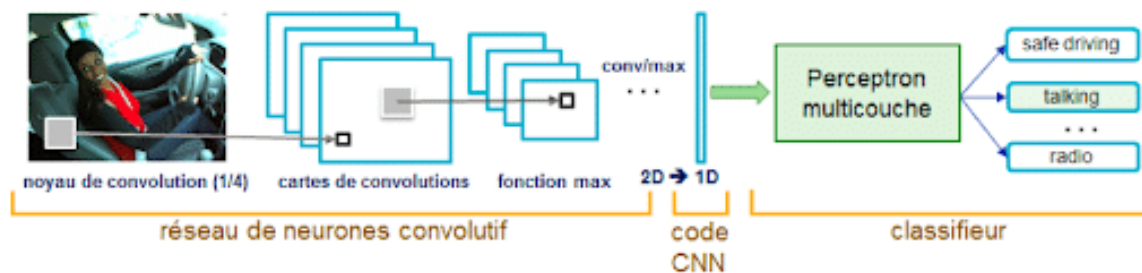 conv/max
. . .
Perceptron
multicouche
safe driving
talking
. . .
radio
noyau de convolution (1/4)
cartes de convolutions
fonction max
2D ➔ 1D
réseau de neurones convolutif
code
CNN
classifieur